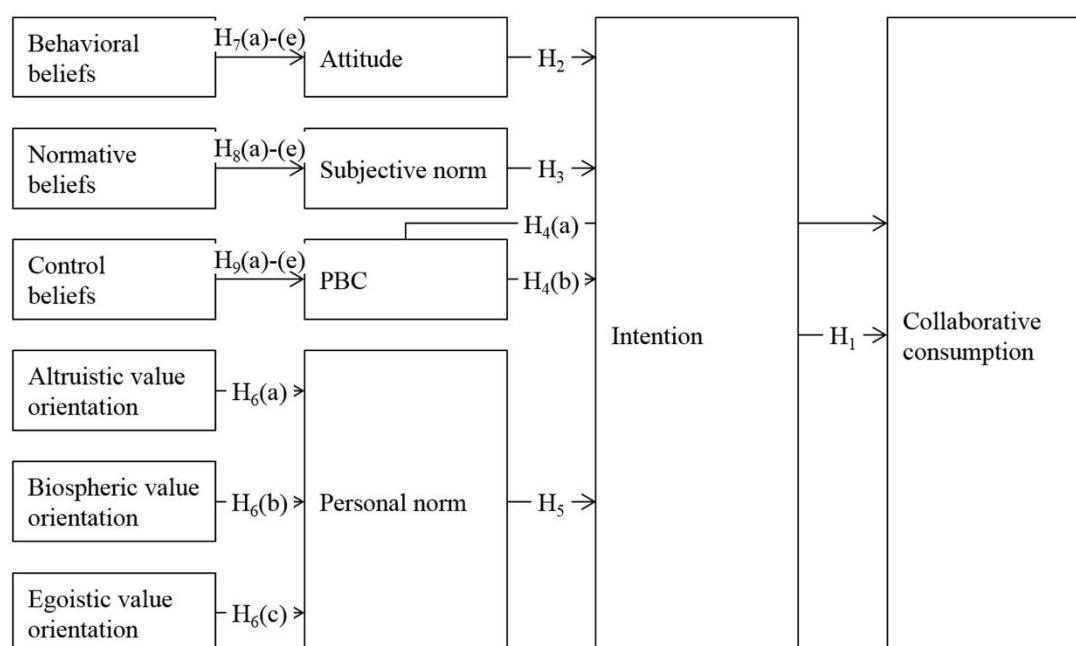 Behavioral
beliefs
H₇(a)-(e)
Attitude
H₂
Normative
beliefs
H₈(a)-(e)
Subjective norm
H₃
H₄(a)
Control
beliefs
H₉(a)-(e)
PBC
H₄(b)
Intention
H₁
Collaborative
consumption
Altruistic value
orientation
H₆(a)
Biospheric value
orientation
H₆(b)
Personal norm
H₅
Egoistic value
orientation
H₆(c)